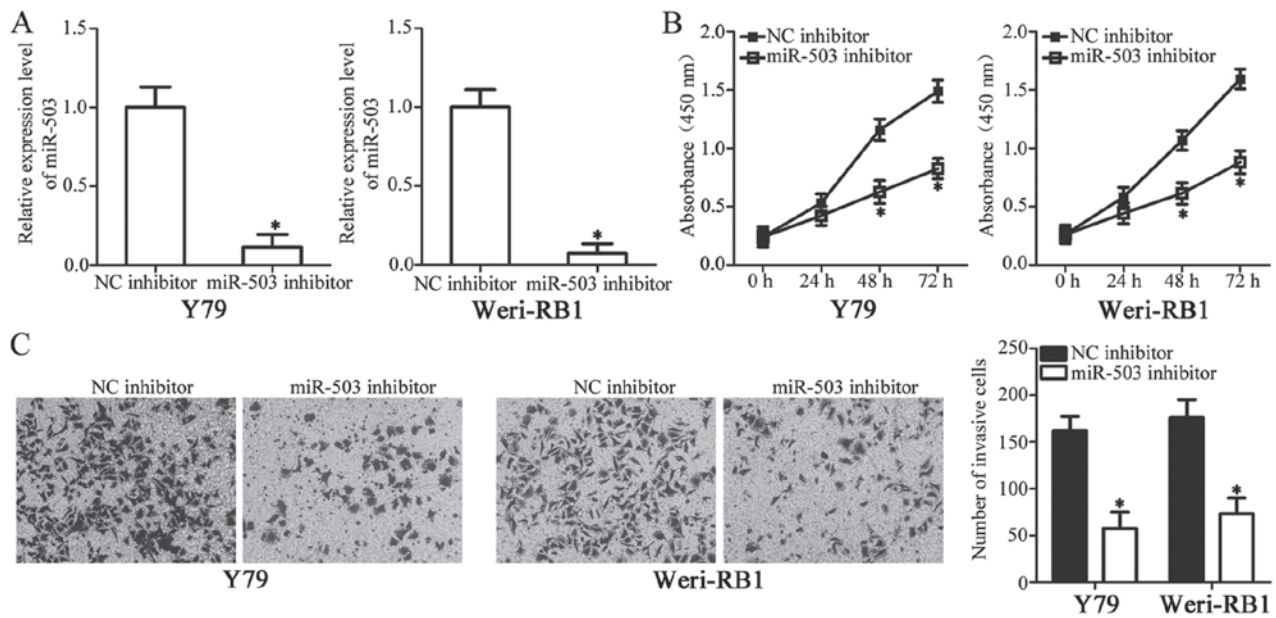 A
Relative expression level
of miR-503
1.5
1.0
0.5
0.0
*
NC inhibitor miR-503 inhibitor
Y79
Relative expression level
of miR-503
1.5
1.0
0.5
0.0
*
NC inhibitor miR-503 inhibitor
Weri-RB1
B
Absorbance (450 nm)
2.0
1.5
1.0
0.5
0.0
NC inhibitor
miR-503 inhibitor
*
*
0 h 24 h 48 h 72 h
Y79
Absorbance (450 nm)
2.0
1.5
1.0
0.5
0.0
NC inhibitor
miR-503 inhibitor
*
*
0 h 24 h 48 h 72 h
Weri-RB1
C
NC inhibitor miR-503 inhibitor
Y79
NC inhibitor miR-503 inhibitor
Weri-RB1
Number of invasive cells
250
200
150
100
50
0
NC inhibitor
miR-503 inhibitor
*
*
Y79 Weri-RB1